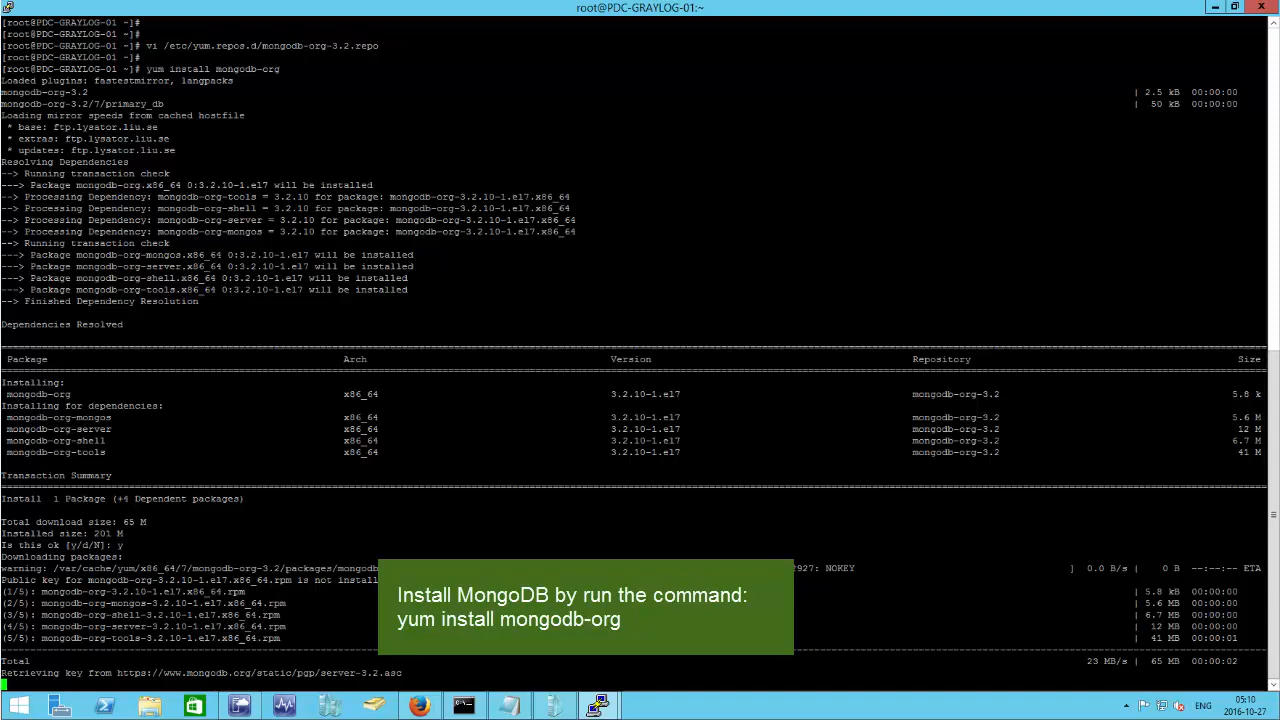 root@PDC-GRAYLOG-01:~
[root@PDC-GRAYLOG-01 ~]#
[root@PDC-GRAYLOG-01 ~]#
[root@PDC-GRAYLOG-01 ~]# vi /etc/yum.repos.d/mongodb-org-3.2.repo
[root@PDC-GRAYLOG-01 ~]#
[root@PDC-GRAYLOG-01 ~]# yum install mongodb-org
Loaded plugins: fastestmirror, langpacks
mongodb-org-3.2 | 2.5 kB 00:00:00
mongodb-org-3.2/7/primary_db | 50 kB 00:00:00
Loading mirror speeds from cached hostfile
* base: ftp.lysator.liu.se
* extras: ftp.lysator.liu.se
* updates: ftp.lysator.liu.se
Resolving Dependencies
--> Running transaction check
---> Package mongodb-org.x86_64 0:3.2.10-1.el7 will be installed
--> Processing Dependency: mongodb-org-tools = 3.2.10 for package: mongodb-org-3.2.10-1.el7.x86_64
--> Processing Dependency: mongodb-org-shell = 3.2.10 for package: mongodb-org-3.2.10-1.el7.x86_64
--> Processing Dependency: mongodb-org-server = 3.2.10 for package: mongodb-org-3.2.10-1.el7.x86_64
--> Processing Dependency: mongodb-org-mongos = 3.2.10 for package: mongodb-org-3.2.10-1.el7.x86_64
--> Running transaction check
---> Package mongodb-org-mongos.x86_64 0:3.2.10-1.el7 will be installed
---> Package mongodb-org-server.x86_64 0:3.2.10-1.el7 will be installed
---> Package mongodb-org-shell.x86_64 0:3.2.10-1.el7 will be installed
---> Package mongodb-org-tools.x86_64 0:3.2.10-1.el7 will be installed
--> Finished Dependency Resolution
Dependencies Resolved
Package Arch Version Repository Size
Installing:
mongodb-org x86_64 3.2.10-1.el7 mongodb-org-3.2 5.8 k
Installing for dependencies:
mongodb-org-mongos x86_64 3.2.10-1.el7 mongodb-org-3.2 5.6 M
mongodb-org-server x86_64 3.2.10-1.el7 mongodb-org-3.2 12 M
mongodb-org-shell x86_64 3.2.10-1.el7 mongodb-org-3.2 6.7 M
mongodb-org-tools x86_64 3.2.10-1.el7 mongodb-org-3.2 41 M
Transaction Summary
Install 1 Package (+4 Dependent packages)
Total download size: 65 M
Installed size: 201 M
Is this ok [y/d/N]: y
Downloading packages:
warning: /var/cache/yum/x86_64/7/mongodb-org-3.2/packages/mongodb 927: NOKEY ] 0.0 B/s | 0 B --:--:-- ETA
Public key for mongodb-org-3.2.10-1.el7.x86_64.rpm is not install
(1/5): mongodb-org-3.2.10-1.el7.x86_64.rpm | 5.8 kB 00:00:00
(2/5): mongodb-org-mongos-3.2.10-1.el7.x86_64.rpm | 5.6 MB 00:00:00
(3/5): mongodb-org-shell-3.2.10-1.el7.x86_64.rpm | 6.7 MB 00:00:00
(4/5): mongodb-org-server-3.2.10-1.el7.x86_64.rpm | 12 MB 00:00:00
(5/5): mongodb-org-tools-3.2.10-1.el7.x86_64.rpm | 41 MB 00:00:01
Total 23 MB/s | 65 MB 00:00:02
Retrieving key from https://www.mongodb.org/static/pgp/server-3.2.asc
Install MongoDB by run the command:
yum install mongodb-org
ENG
05:10
2016-10-27